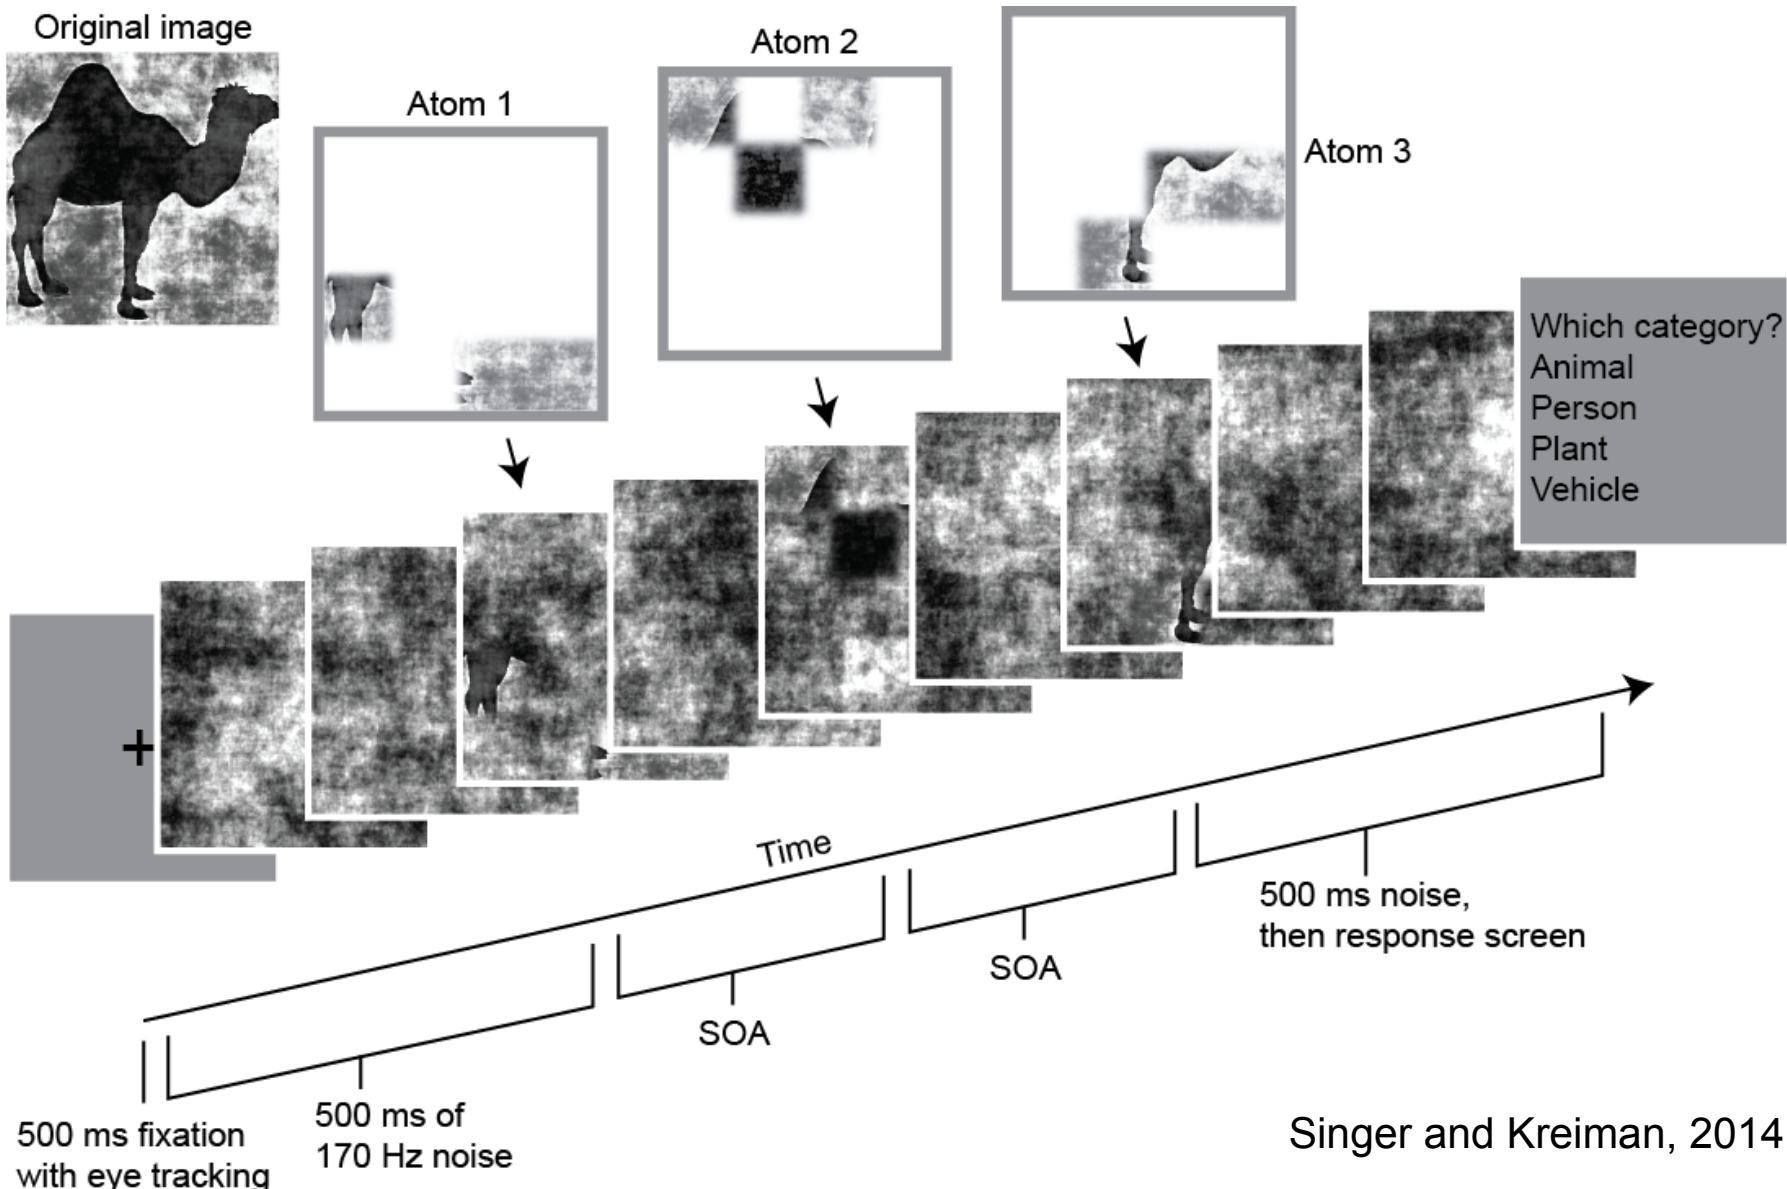 Original image
Atom 1
Atom 2
Atom 3
Which category?
Animal
Person
Plant
Vehicle
+
Time
500 ms fixation
with eye tracking
500 ms of
170 Hz noise
SOA
SOA
500 ms noise,
then response screen
Singer and Kreiman, 2014